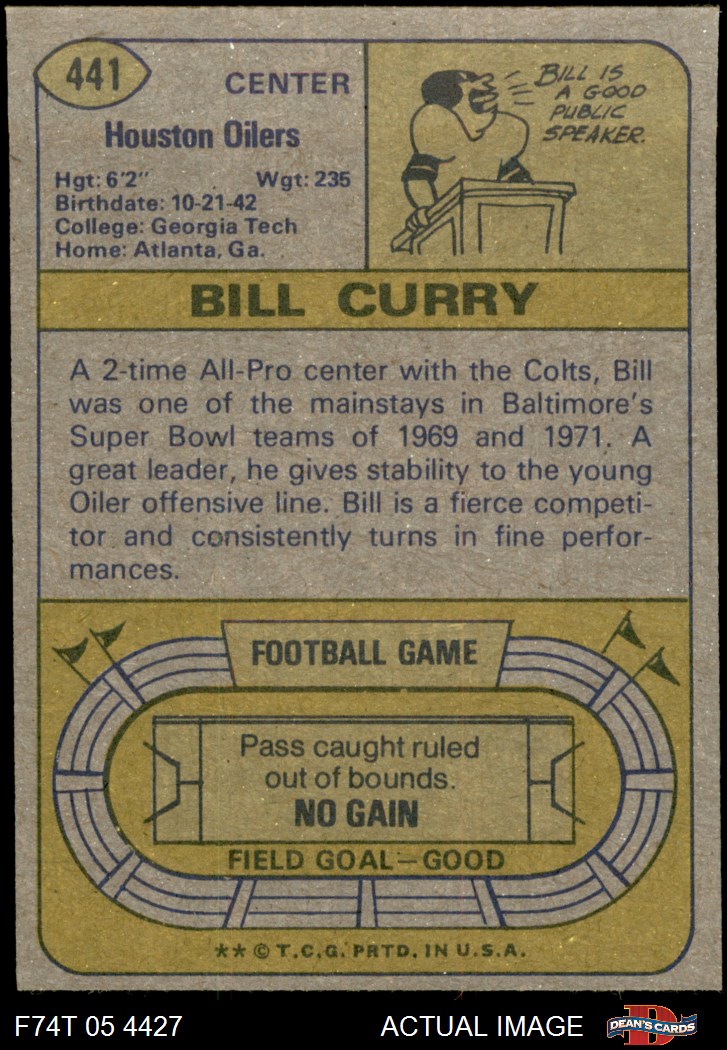 441
CENTER
Houston Oilers
Hgt: 6'2" Wgt: 235
Birthdate: 10-21-42
College: Georgia Tech
Home: Atlanta, Ga.
BILL IS
A GOOD
PUBLIC
SPEAKER.
BILL CURRY
A 2-time All-Pro center with the Colts, Bill
was one of the mainstays in Baltimore's
Super Bowl teams of 1969 and 1971. A
great leader, he gives stability to the young
Oiler offensive line. Bill is a fierce competi-
tor and consistently turns in fine perfor-
mances.
FOOTBALL GAME
Pass caught ruled
out of bounds.
NO GAIN
FIELD GOAL—GOOD
** © T.C.G. PRTD. IN U.S.A.
F74T 05 4427 ACTUAL IMAGE
D
DEAN'S CARDS